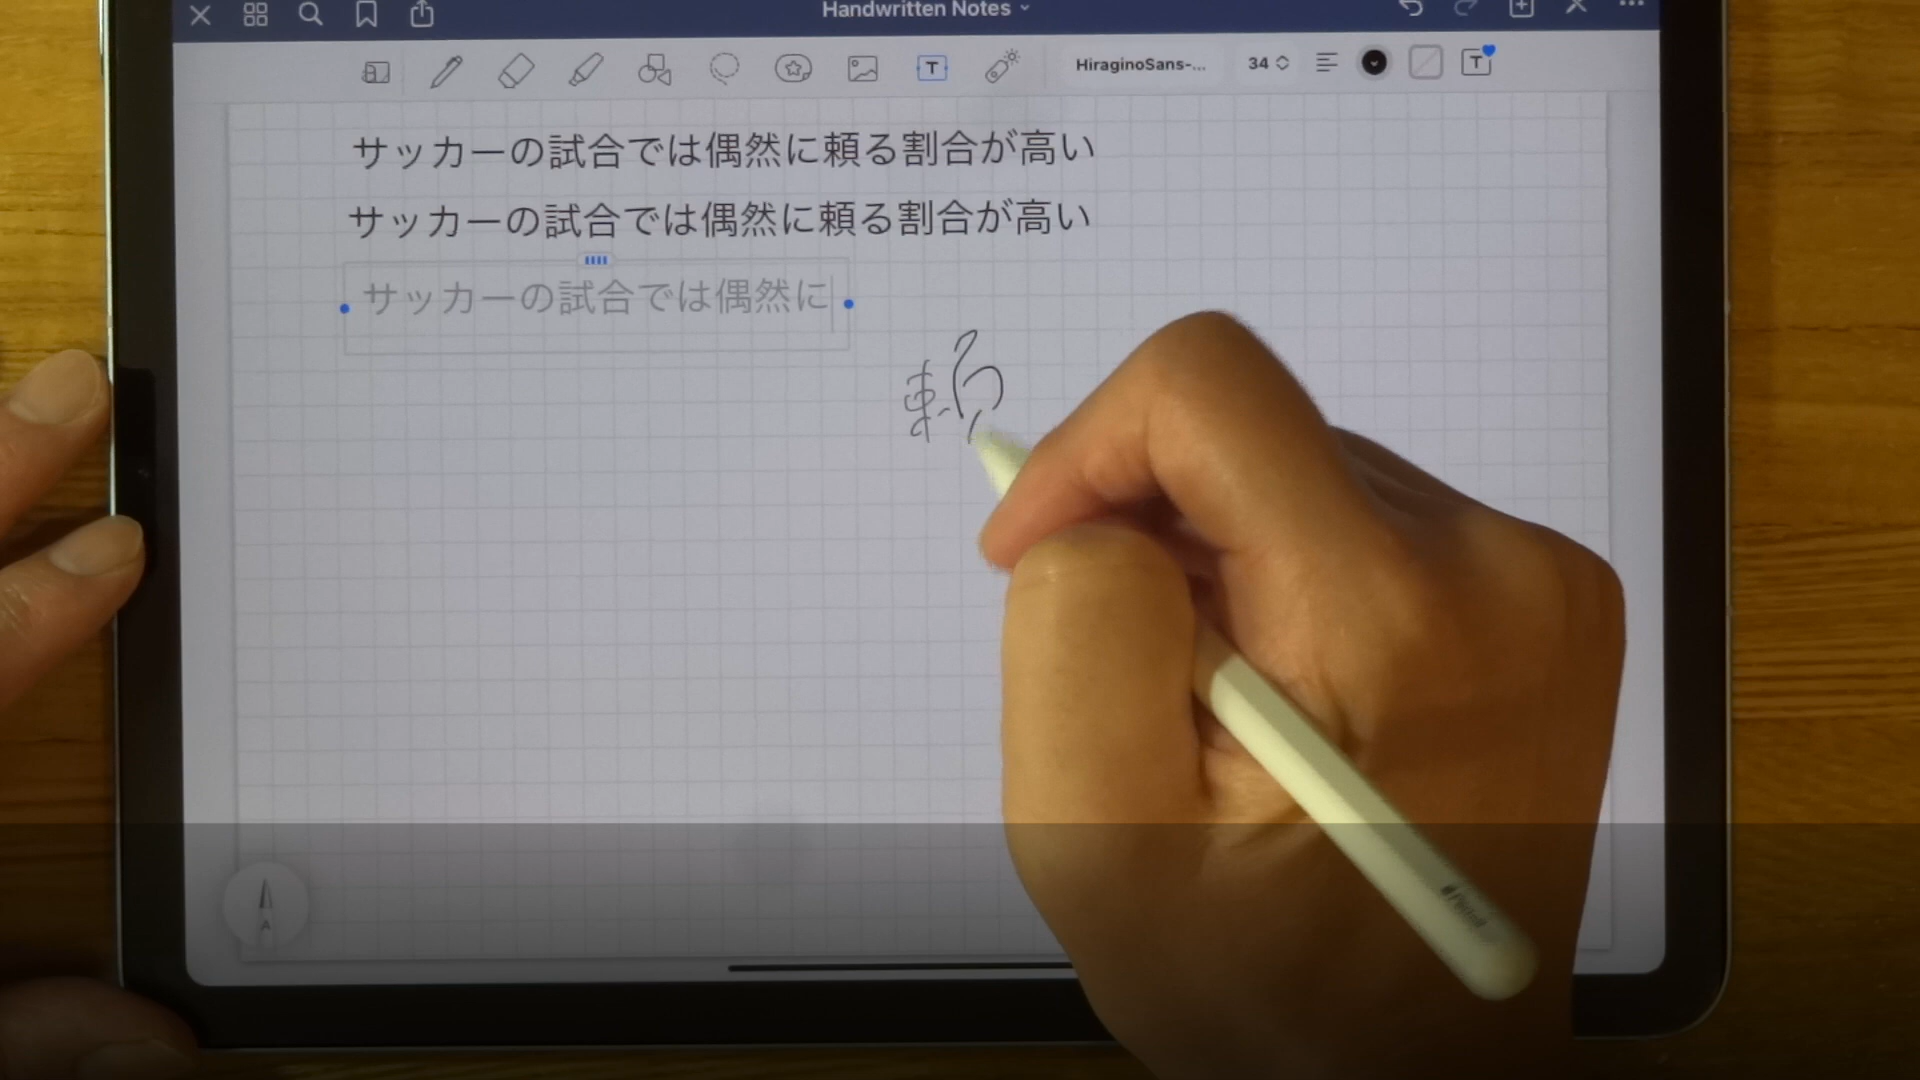 Handwritten Notes
HiraginoSans-... 34
サッカーの試合では偶然に頼る割合が高い
サッカーの試合では偶然に頼る割合が高い
サッカーの試合では偶然に
頼
A
Pencil